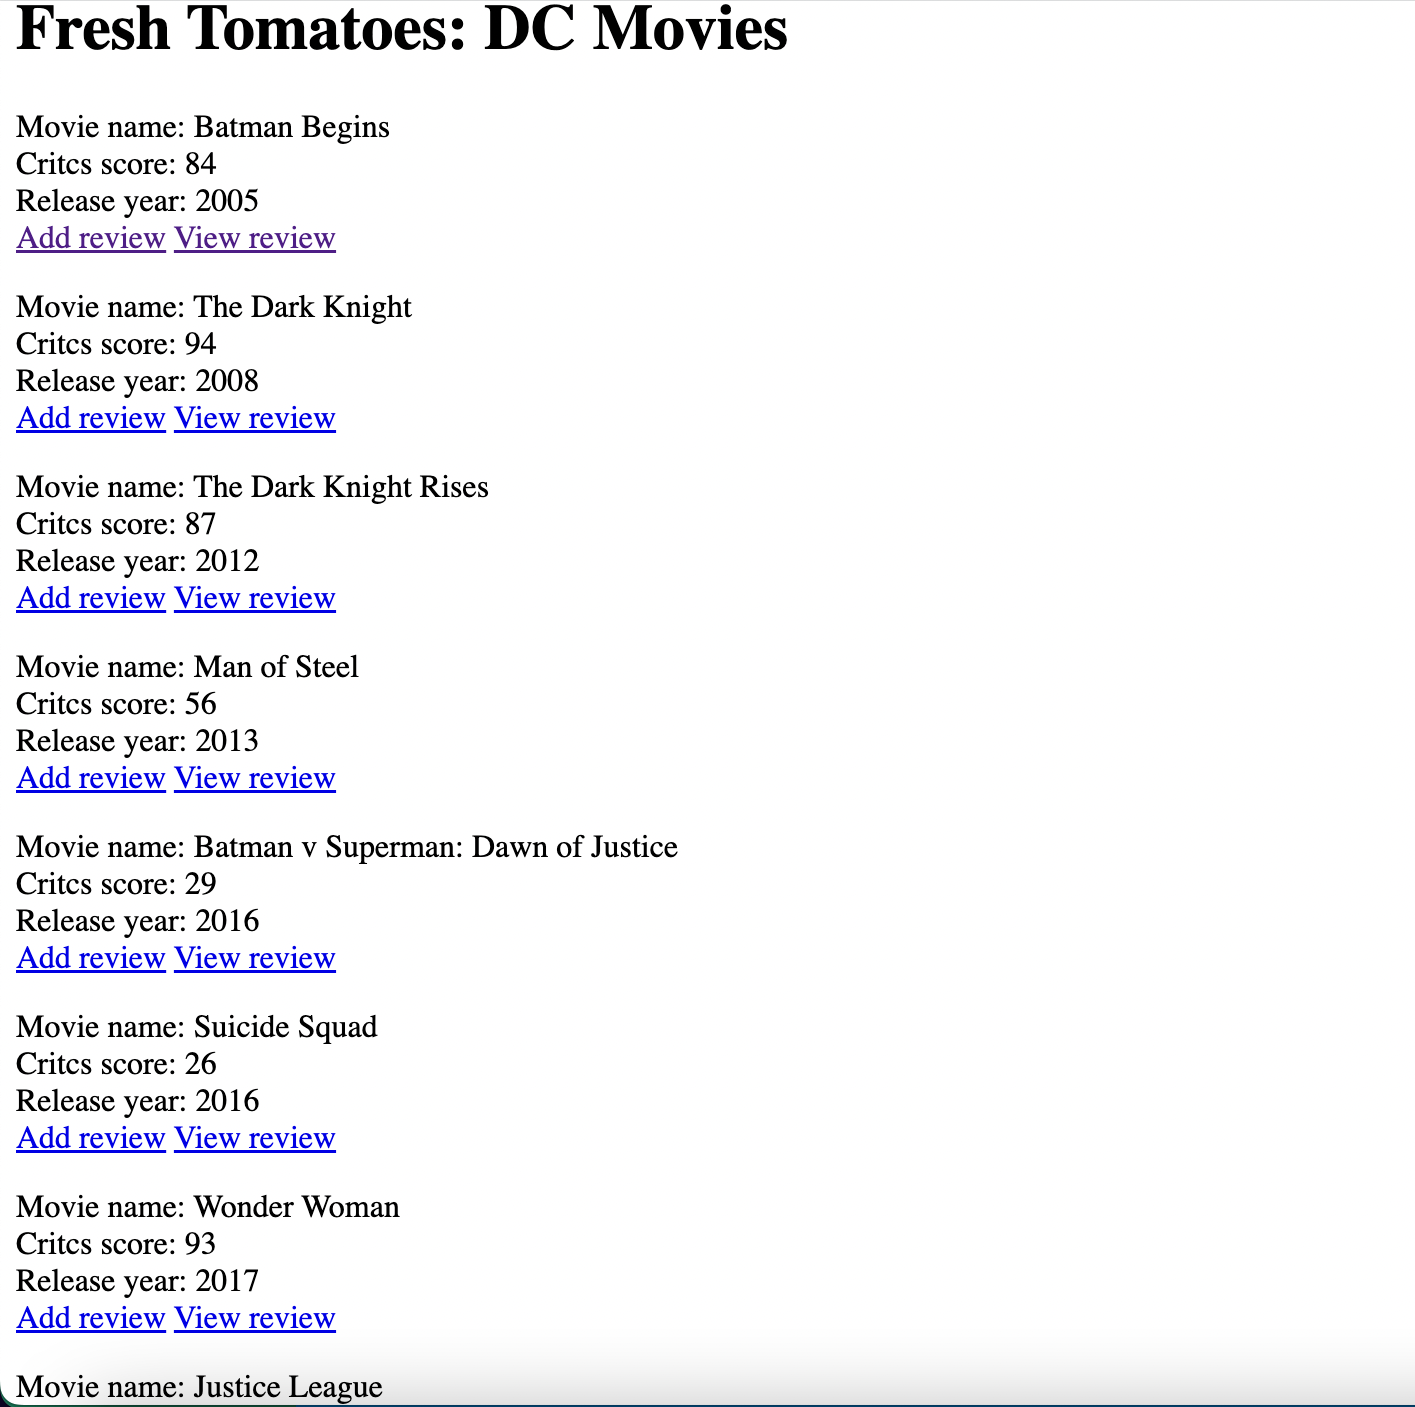 Fresh Tomatoes: DC Movies
Movie name: Batman Begins
Critcs score: 84
Release year: 2005
Add review View review
Movie name: The Dark Knight
Critcs score: 94
Release year: 2008
Add review View review
Movie name: The Dark Knight Rises
Critcs score: 87
Release year: 2012
Add review View review
Movie name: Man of Steel
Critcs score: 56
Release year: 2013
Add review View review
Movie name: Batman v Superman: Dawn of Justice
Critcs score: 29
Release year: 2016
Add review View review
Movie name: Suicide Squad
Critcs score: 26
Release year: 2016
Add review View review
Movie name: Wonder Woman
Critcs score: 93
Release year: 2017
Add review View review
Movie name: Justice League